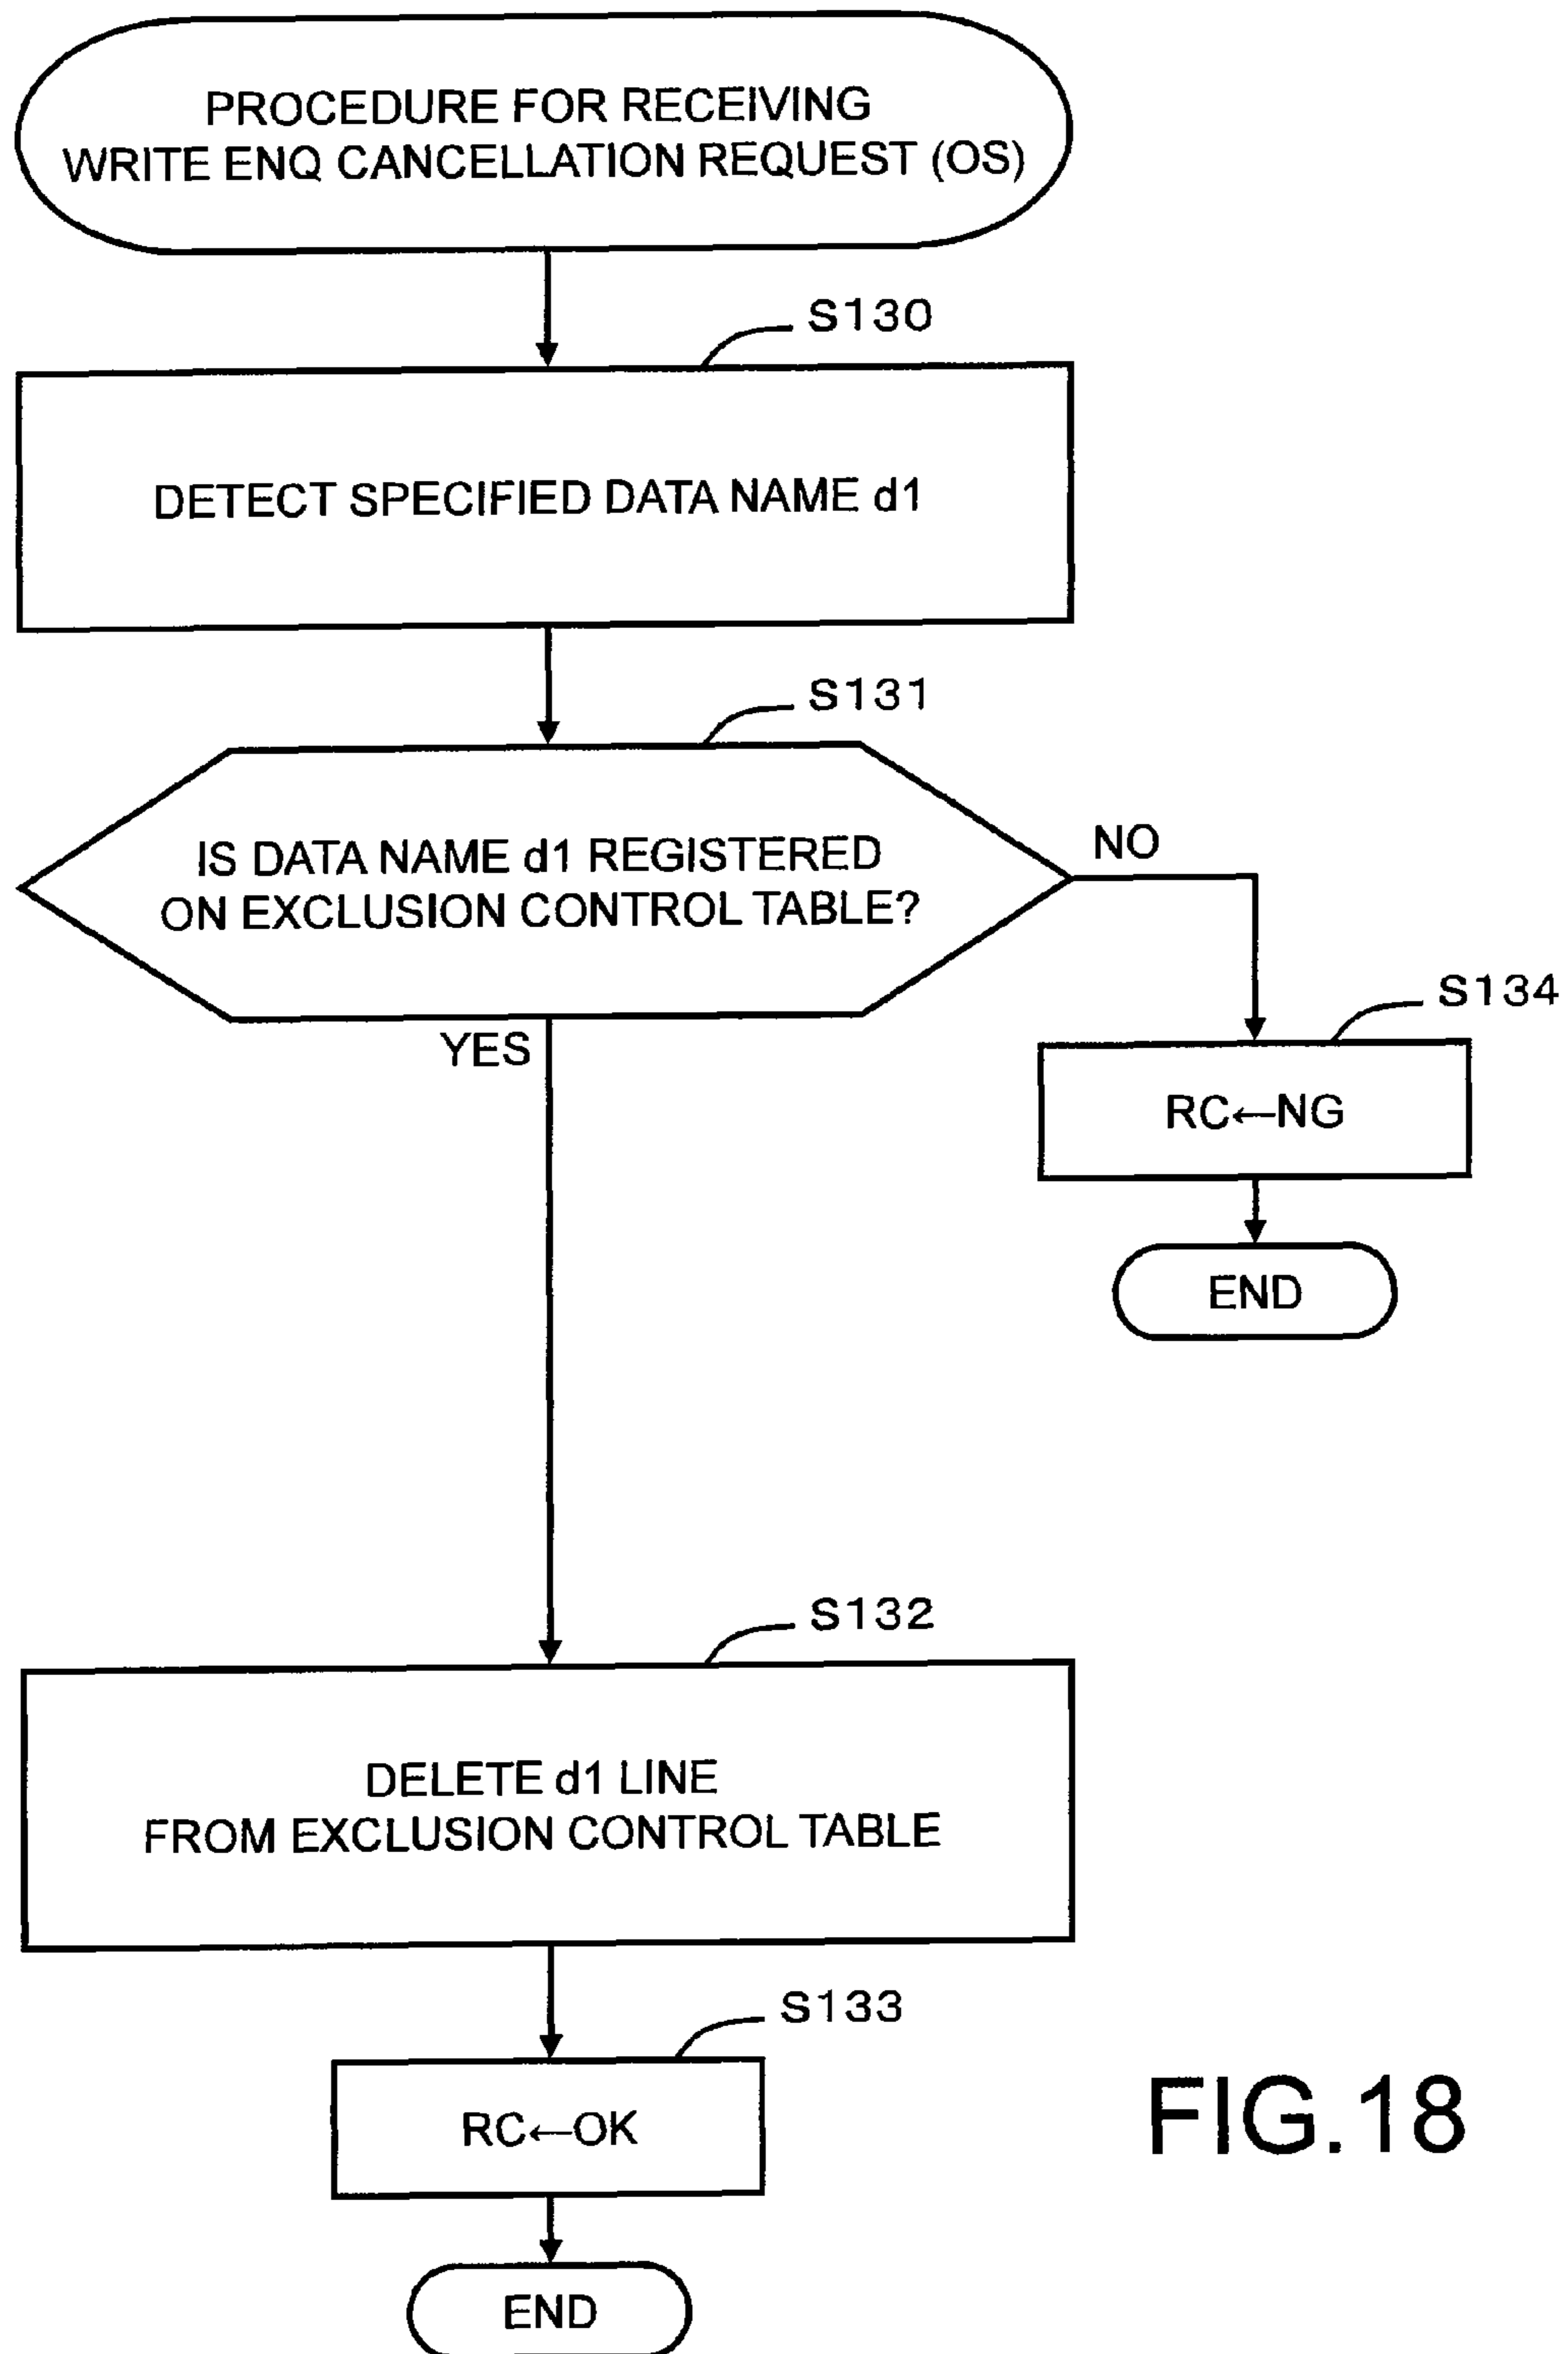 PROCEDURE FOR RECEIVING
WRITE ENQ CANCELLATION REQUEST (OS)
S130
DETECT SPECIFIED DATA NAME d1
S131
IS DATA NAME d1 REGISTERED
ON EXCLUSION CONTROL TABLE?
NO
YES
S134
RC←NG
END
S132
DELETE d1 LINE
FROM EXCLUSION CONTROL TABLE
S133
RC←OK
END
FIG.18